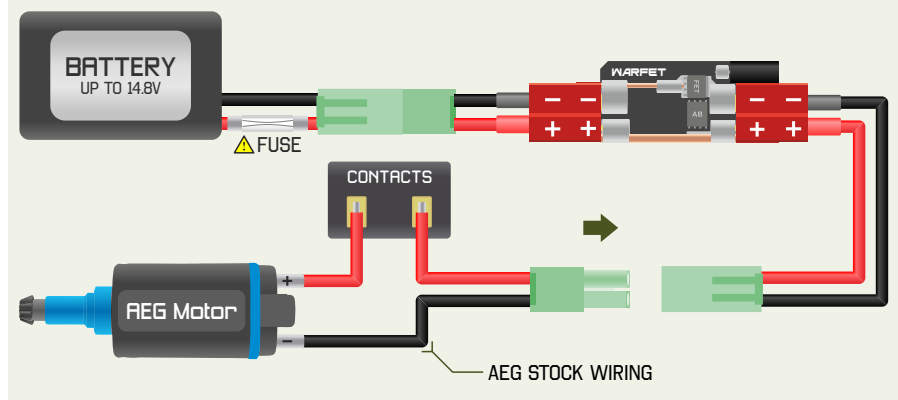 BATTERY
UP TO 14.8V
FUSE
WARFET
FET
AB
CONTACTS
AEG Motor
AEG STOCK WIRING